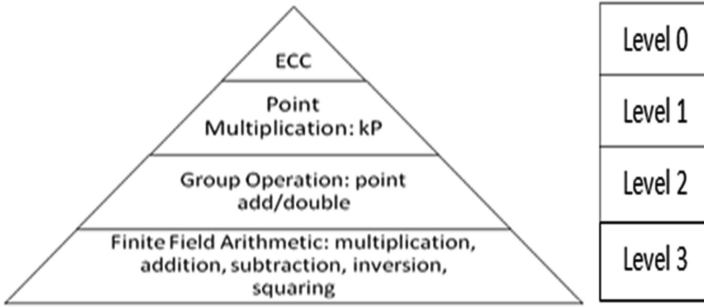 ECC
Point
Multiplication: kP
Group Operation: point
add/double
Finite Field Arithmetic: multiplication,
addition, subtraction, inversion,
squaring
Level 0
Level 1
Level 2
Level 3